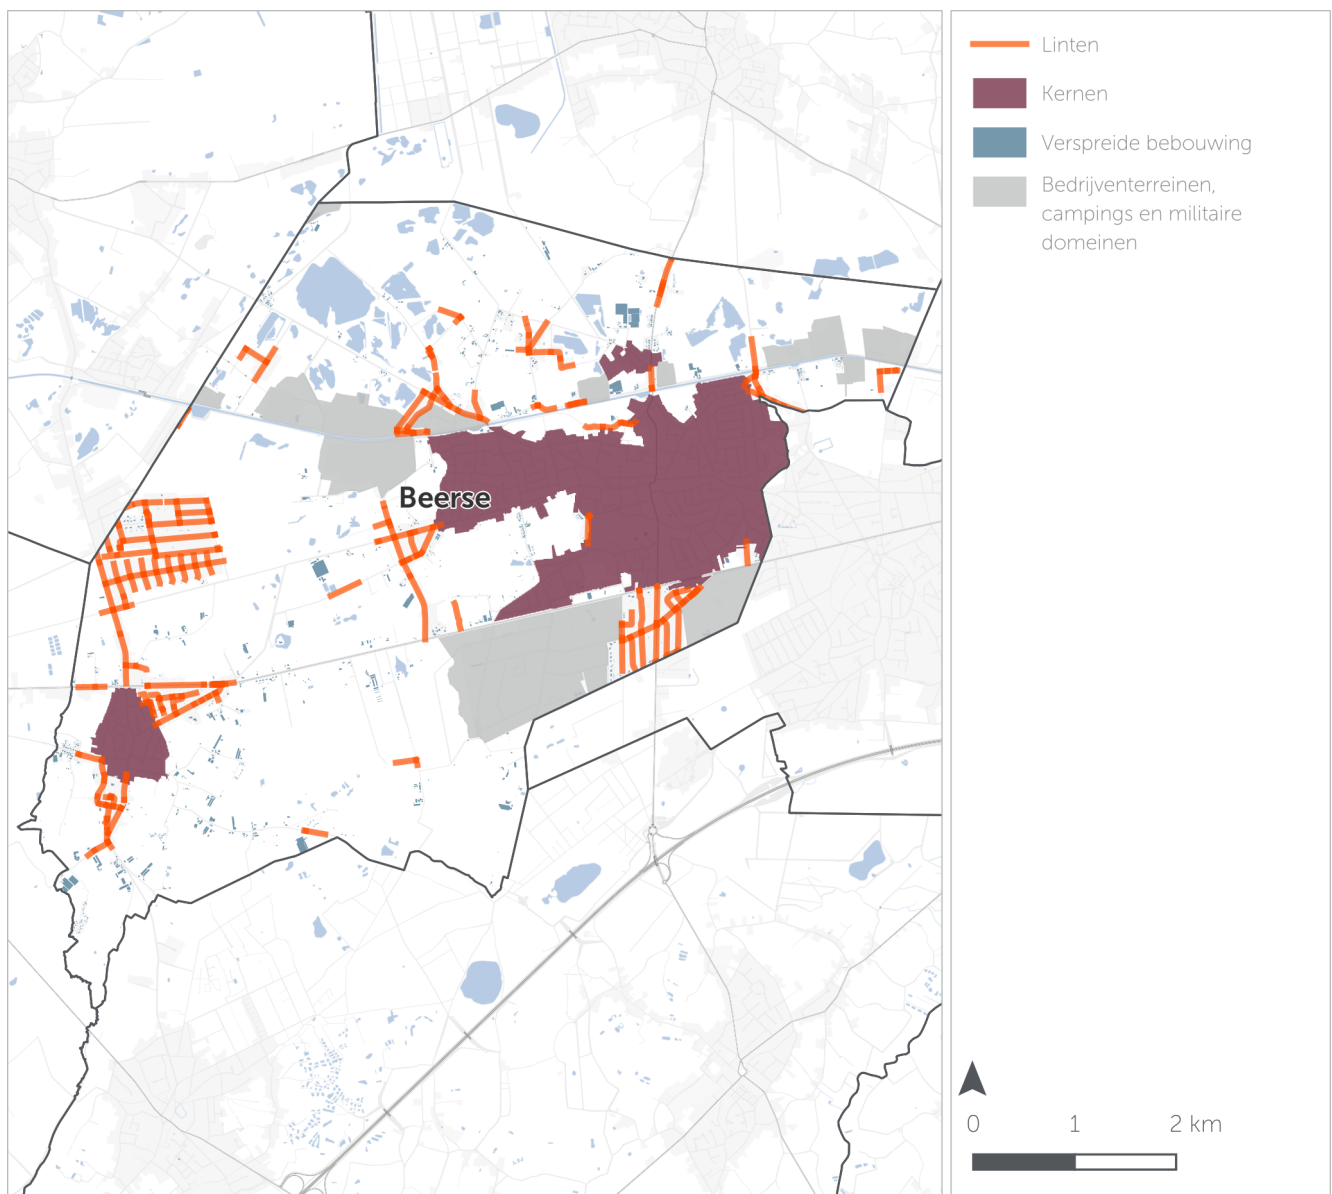 Linten
Kernen
Verspreide bebouwing
Bedrijventerreinen,
campings en militaire
domeinen
Beerse
0 1 2 km